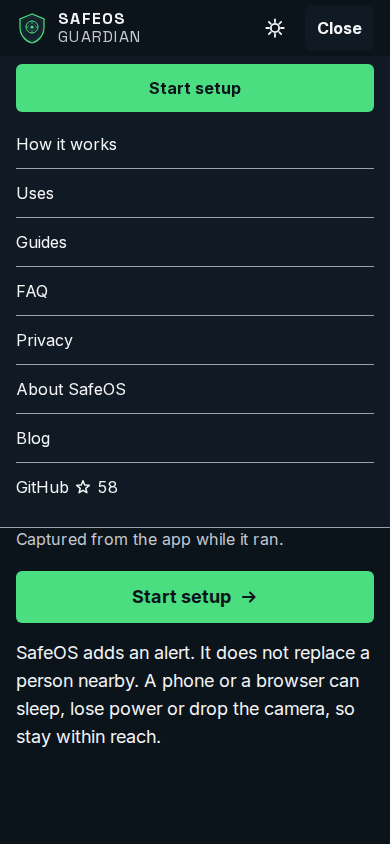 SAFEOS
GUARDIAN
Close
Start setup
How it works
Uses
Guides
FAQ
Privacy
About SafeOS
Blog
GitHub ☆ 58
Captured from the app while it ran.
Start setup →
SafeOS adds an alert. It does not replace a
person nearby. A phone or a browser can
sleep, lose power or drop the camera, so
stay within reach.